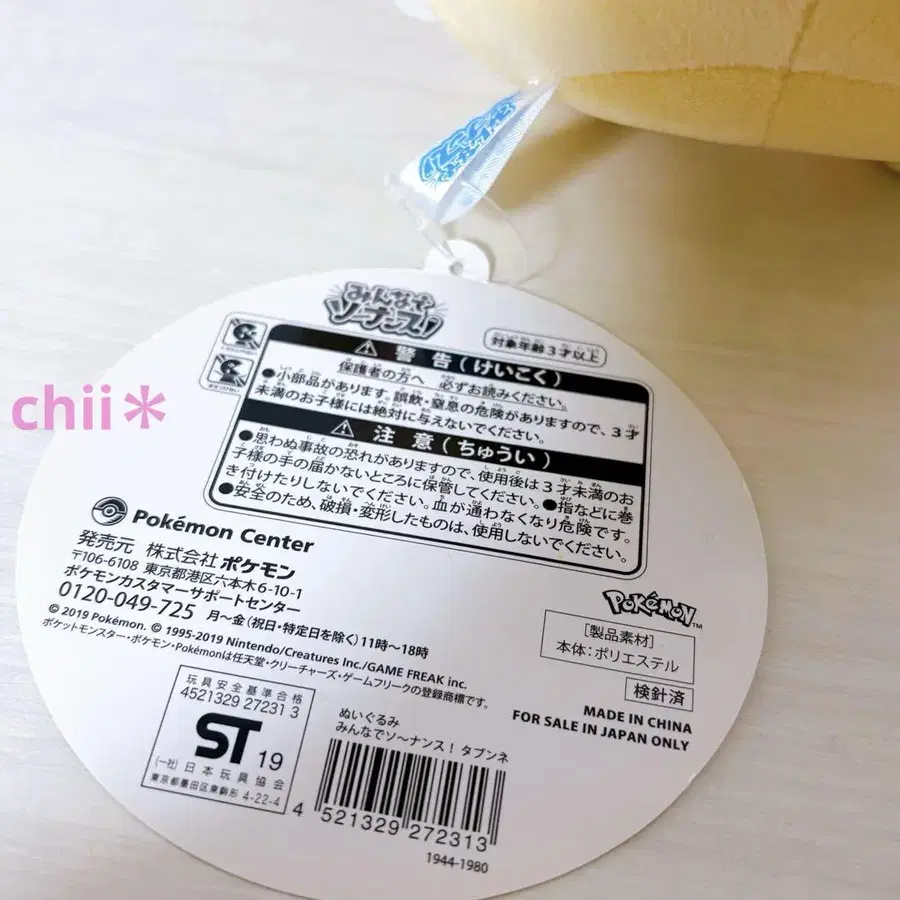 みんなで
ソ〜ナンス!
対象年齢3才以上
警告(けいこく)
保護者の方へ 必ずお読みください。
●小部品があります。誤飲・窒息の危険がありますので、3才
未満のお子様には絶対に与えないでください。
注意(ちゅうい)
●思わぬ事故の恐れがありますので、使用後は3才未満のお
子様の手の届かないところに保管してください。●指などに巻
き付けたりしないでください。血が通わなくなり危険です。
●安全のため、破損・変形したものは、使用しないでください。
chii＊
Pokémon Center
発売元 株式会社ポケモン
〒106-6108 東京都港区六本木6-10-1
ポケモンカスタマーサポートセンター
0120-049-725 月〜金(祝日・特定日を除く)11時〜18時
© 2019 Pokémon. © 1995-2019 Nintendo/Creatures Inc./GAME FREAK inc.
ポケットモンスター・ポケモン・Pokémonは任天堂・クリーチャーズ・ゲームフリークの登録商標です。
POKéMON™
[製品素材]
本体:ポリエステル
検針済
MADE IN CHINA
FOR SALE IN JAPAN ONLY
玩具安全基準合格
4521329 27231 3
ST 19
(一社)日本玩具協会
東京都墨田区東駒形 4-22-4
ぬいぐるみ
みんなでソ〜ナンス! タブンネ
4 521329 272313
1944-1980